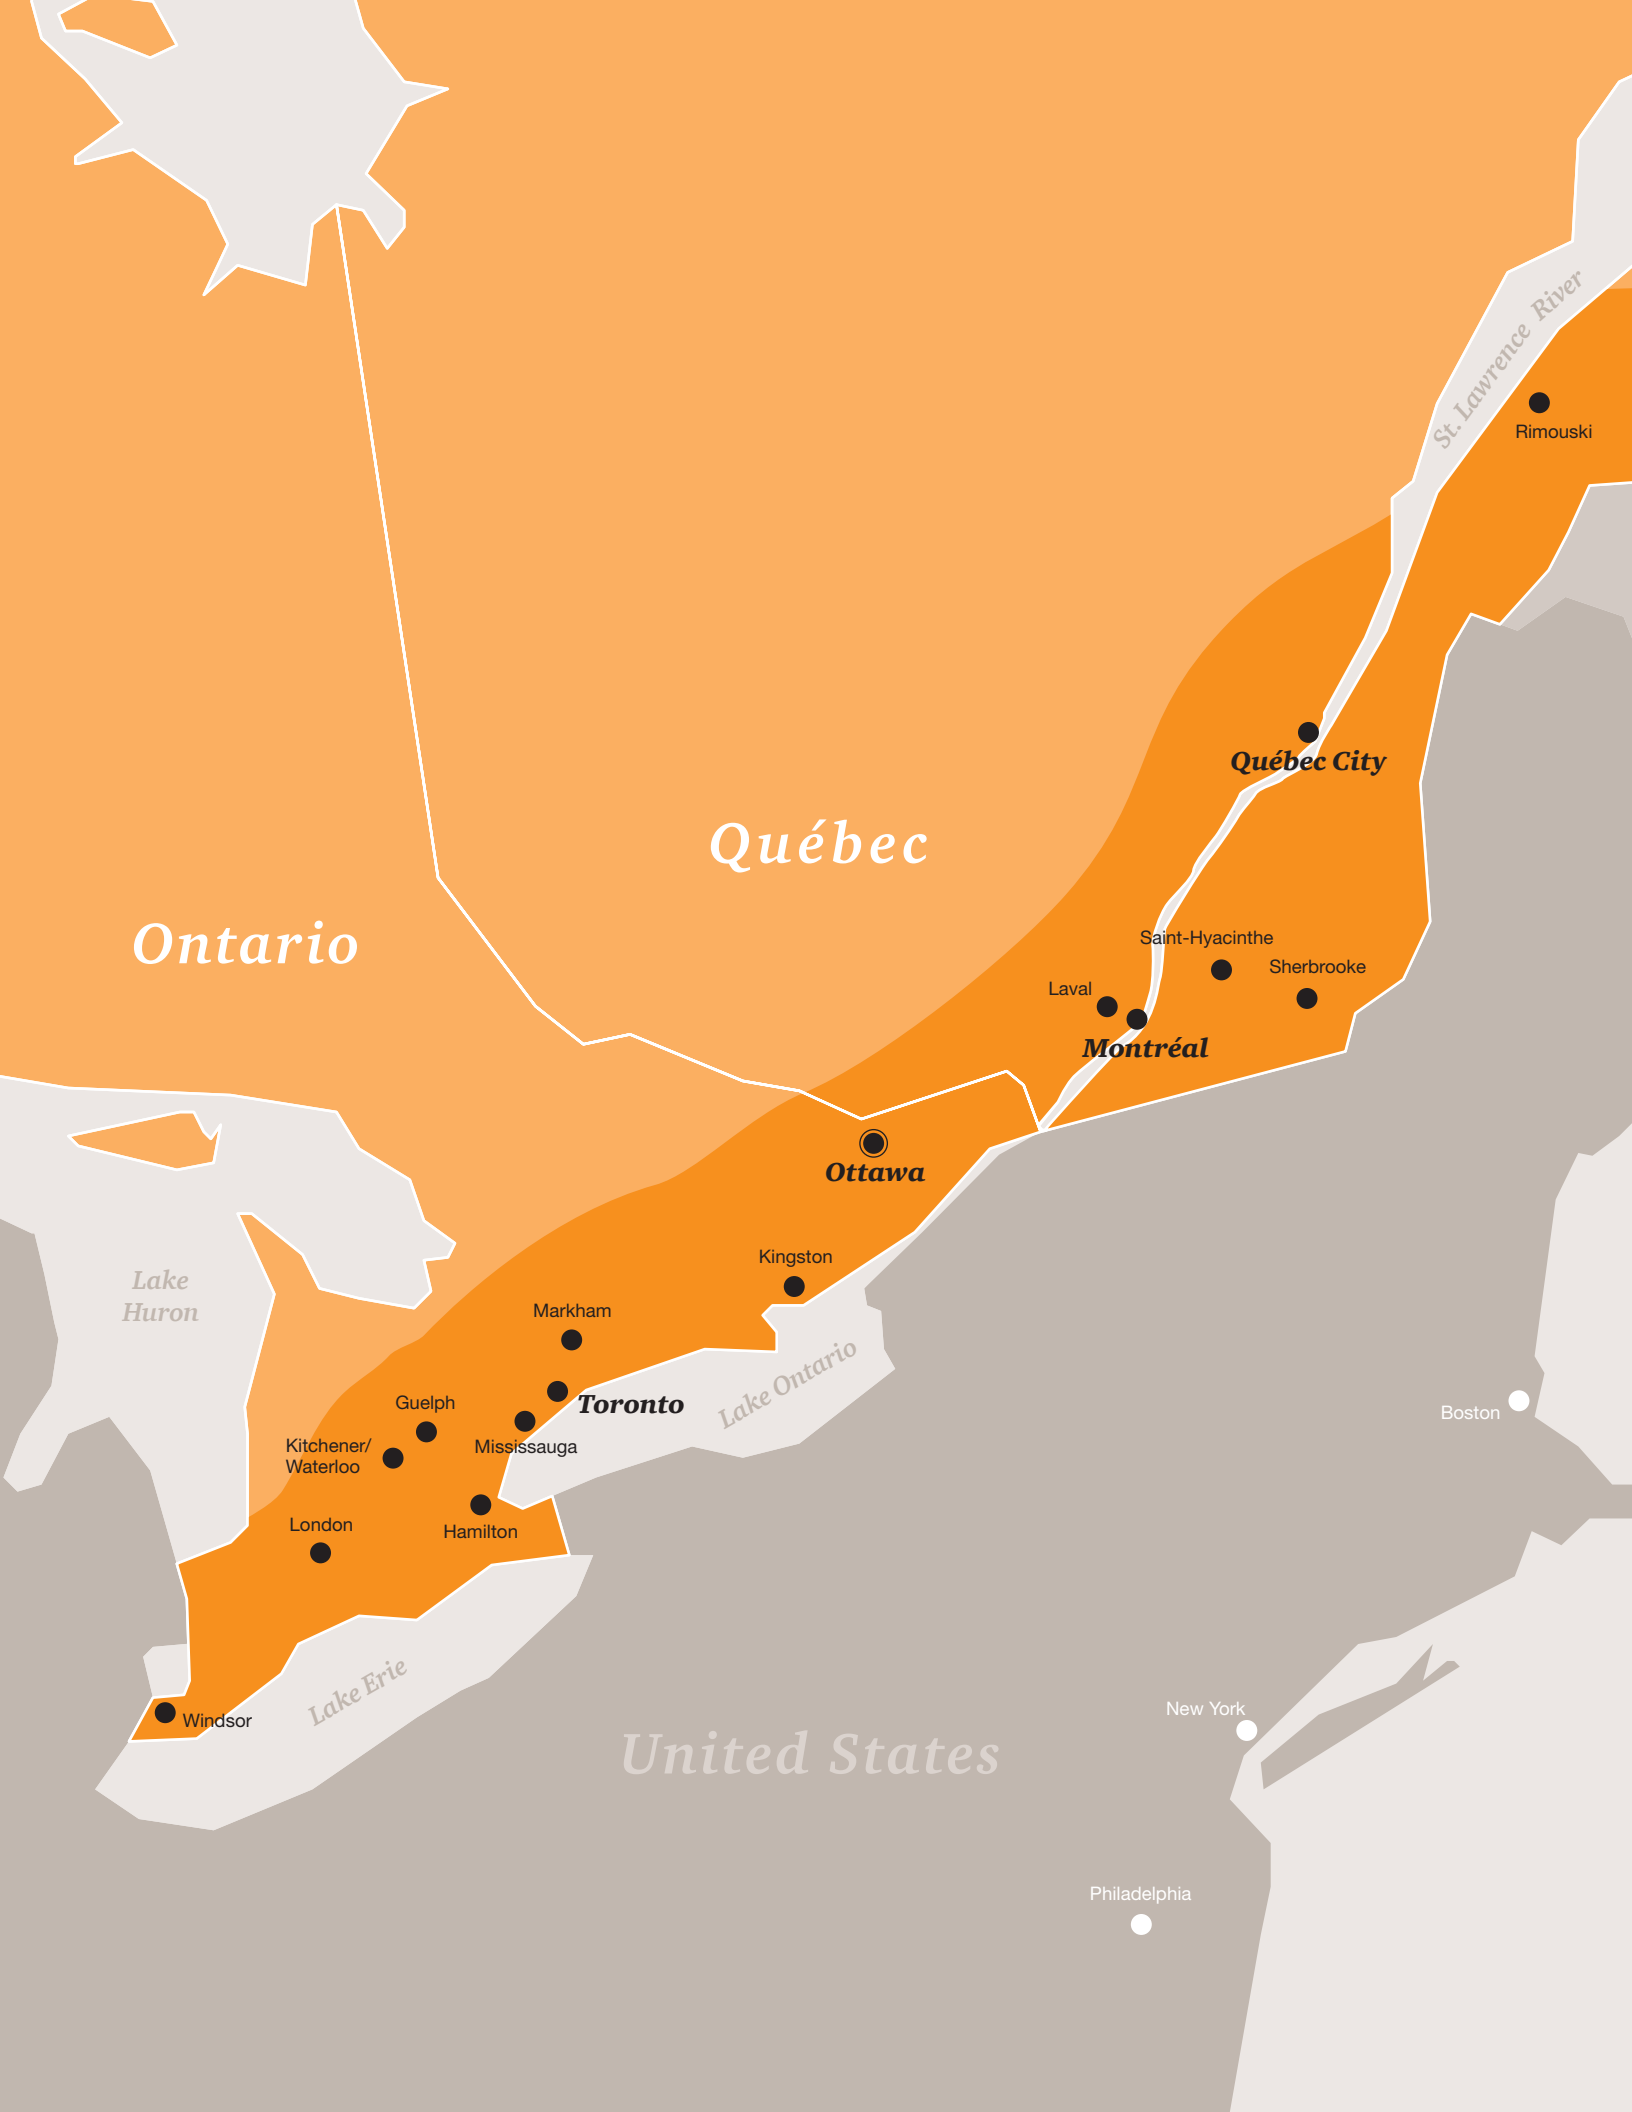 St. Lawrence River
Rimouski
Québec City
Québec
Ontario
Saint-Hyacinthe
Sherbrooke
Laval
Montréal
Ottawa
Kingston
Lake
Huron
Markham
Lake Ontario
Guelph
Toronto
Kitchener/
Waterloo
Mississauga
Boston
London
Hamilton
Lake Erie
Windsor
New York
United States
Philadelphia